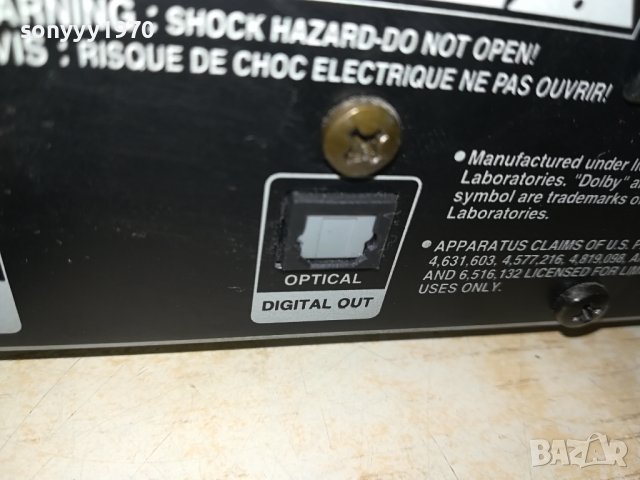 sonyyy1970
WARNING : SHOCK HAZARD-DO NOT OPEN!
AVIS : RISQUE DE CHOC ELECTRIQUE NE PAS OUVRIR!
• Manufactured under
Laboratories. "Dolby"
symbol are trademarks
Laboratories.
• APPARATUS CLAIMS OF U.S.
4,631,603, 4,577,216, 4,819,098,
AND 6,516,132 LICENSED FOR
USES ONLY.
OPTICAL
DIGITAL OUT
bazar
БАЗАР